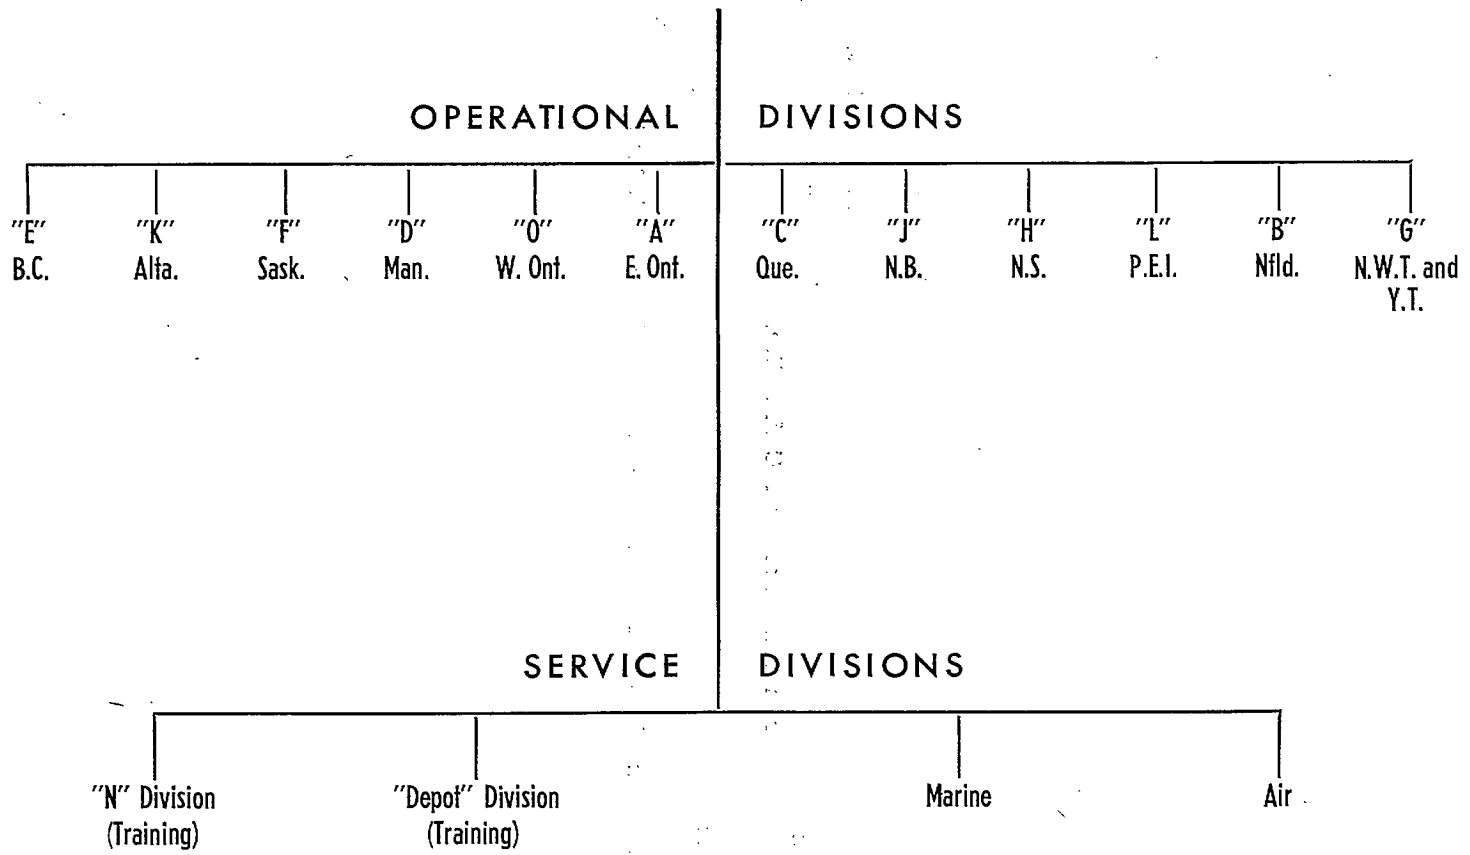 OPERATIONAL DIVISIONS
"E" "K" "F" "D" "O" "A" "C" "J" "H" "L" "B" "G"
B.C. Alta. Sask. Man. W. Ont. E. Ont. Que. N.B. N.S. P.E.I. Nfld. N.W.T. and
Y.T.
SERVICE DIVISIONS
"N" Division "Depot" Division Marine Air
(Training) (Training)